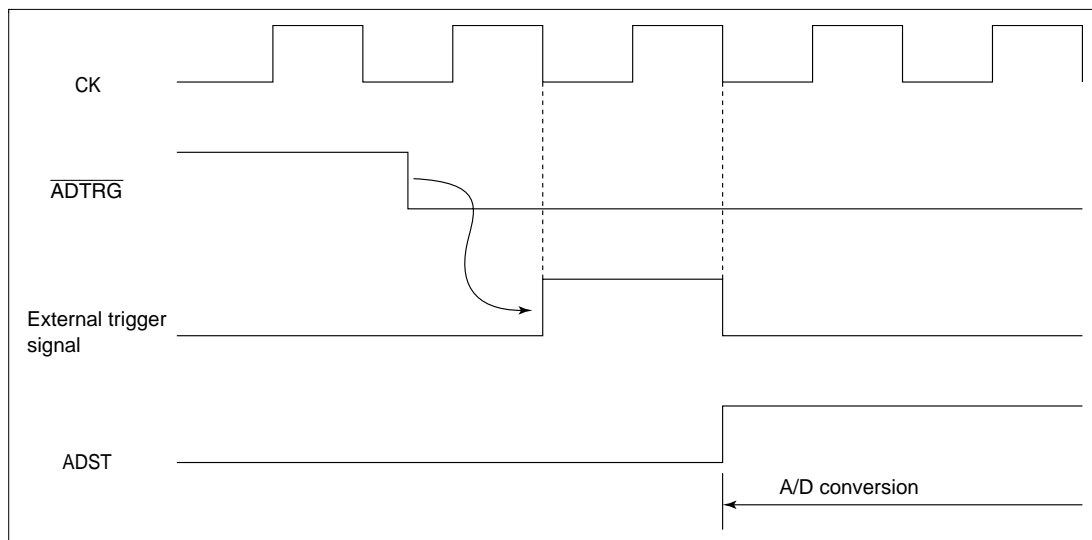 CK
ADTRG
External trigger
signal
ADST
A/D conversion